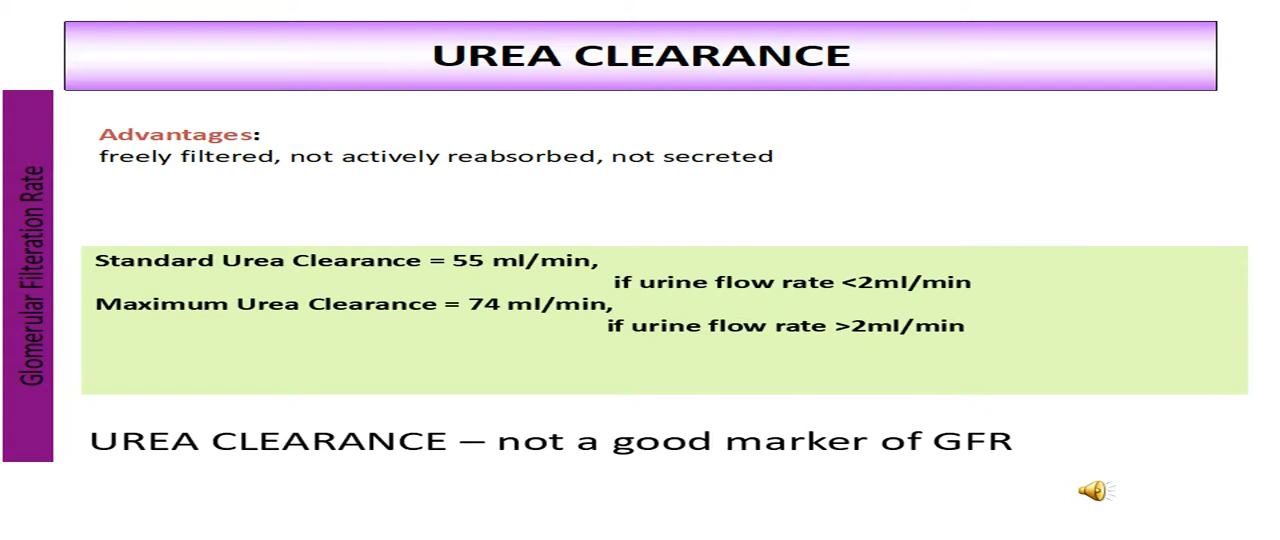 UREA CLEARANCE
Glomerular Filteration Rate
Advantages:
freely filtered, not actively reabsorbed, not secreted
Standard Urea Clearance = 55 ml/min,
if urine flow rate <2ml/min
Maximum Urea Clearance = 74 ml/min,
if urine flow rate >2ml/min
UREA CLEARANCE – not a good marker of GFR